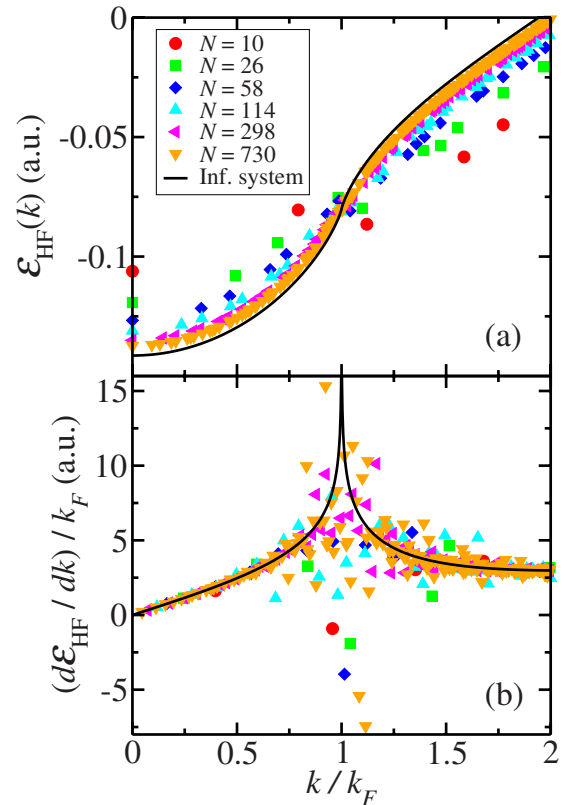 0
-0.05
-0.1
ℰHF(k) (a.u.)
N = 10
N = 26
N = 58
N = 114
N = 298
N = 730
Inf. system
(a)
15
10
5
0
-5
(dℰHF / dk) / kF (a.u.)
(b)
0 0.5 1 1.5 2
k / kF